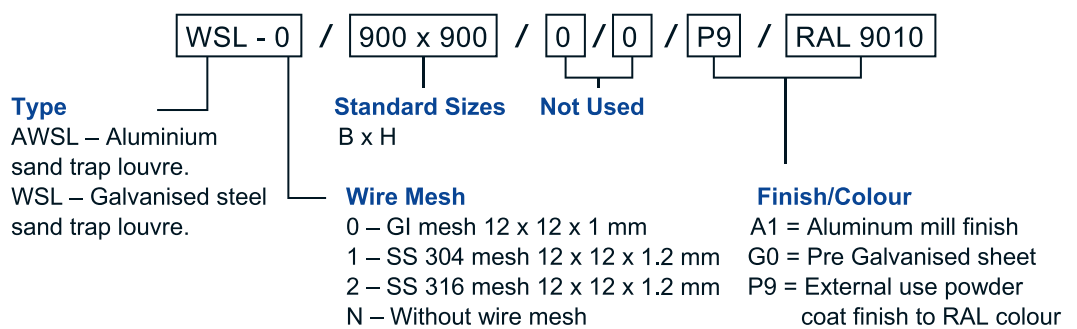 WSL - 0 / 900 x 900 / 0 / 0 / P9 / RAL 9010
Type
AWSL – Aluminium
sand trap louvre.
WSL – Galvanised steel
sand trap louvre.
Standard Sizes
B x H
Not Used
Wire Mesh
0 – GI mesh 12 x 12 x 1 mm
1 – SS 304 mesh 12 x 12 x 1.2 mm
2 – SS 316 mesh 12 x 12 x 1.2 mm
N – Without wire mesh
Finish/Colour
A1 = Aluminum mill finish
G0 = Pre Galvanised sheet
P9 = External use powder
coat finish to RAL colour